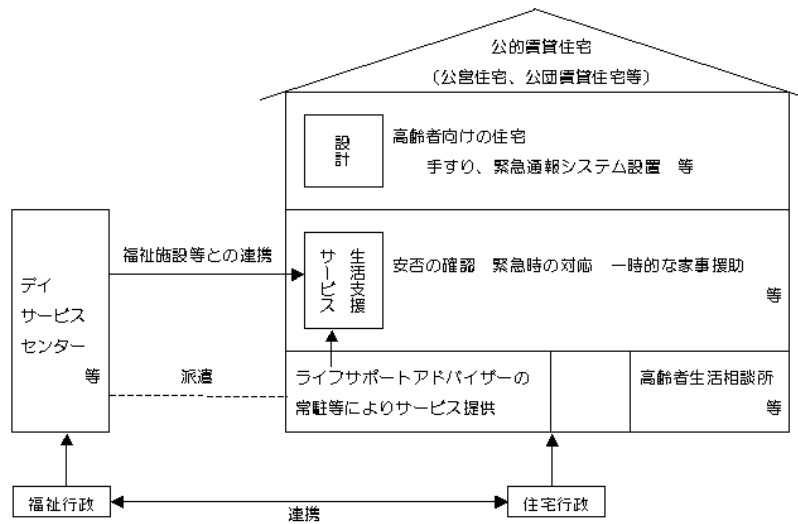 公的賃貸住宅
（公営住宅、公団賃貸住宅等）
設計
高齢者向けの住宅
手すり、緊急通報システム設置　等
福祉施設等との連携
生活支援
サービス
安否の確認　緊急時の対応　一時的な家事援助
等
デイ
サービス
センター
等
派遣
ライフサポートアドバイザーの
常駐等によりサービス提供
高齢者生活相談所
等
福祉行政
連携
住宅行政